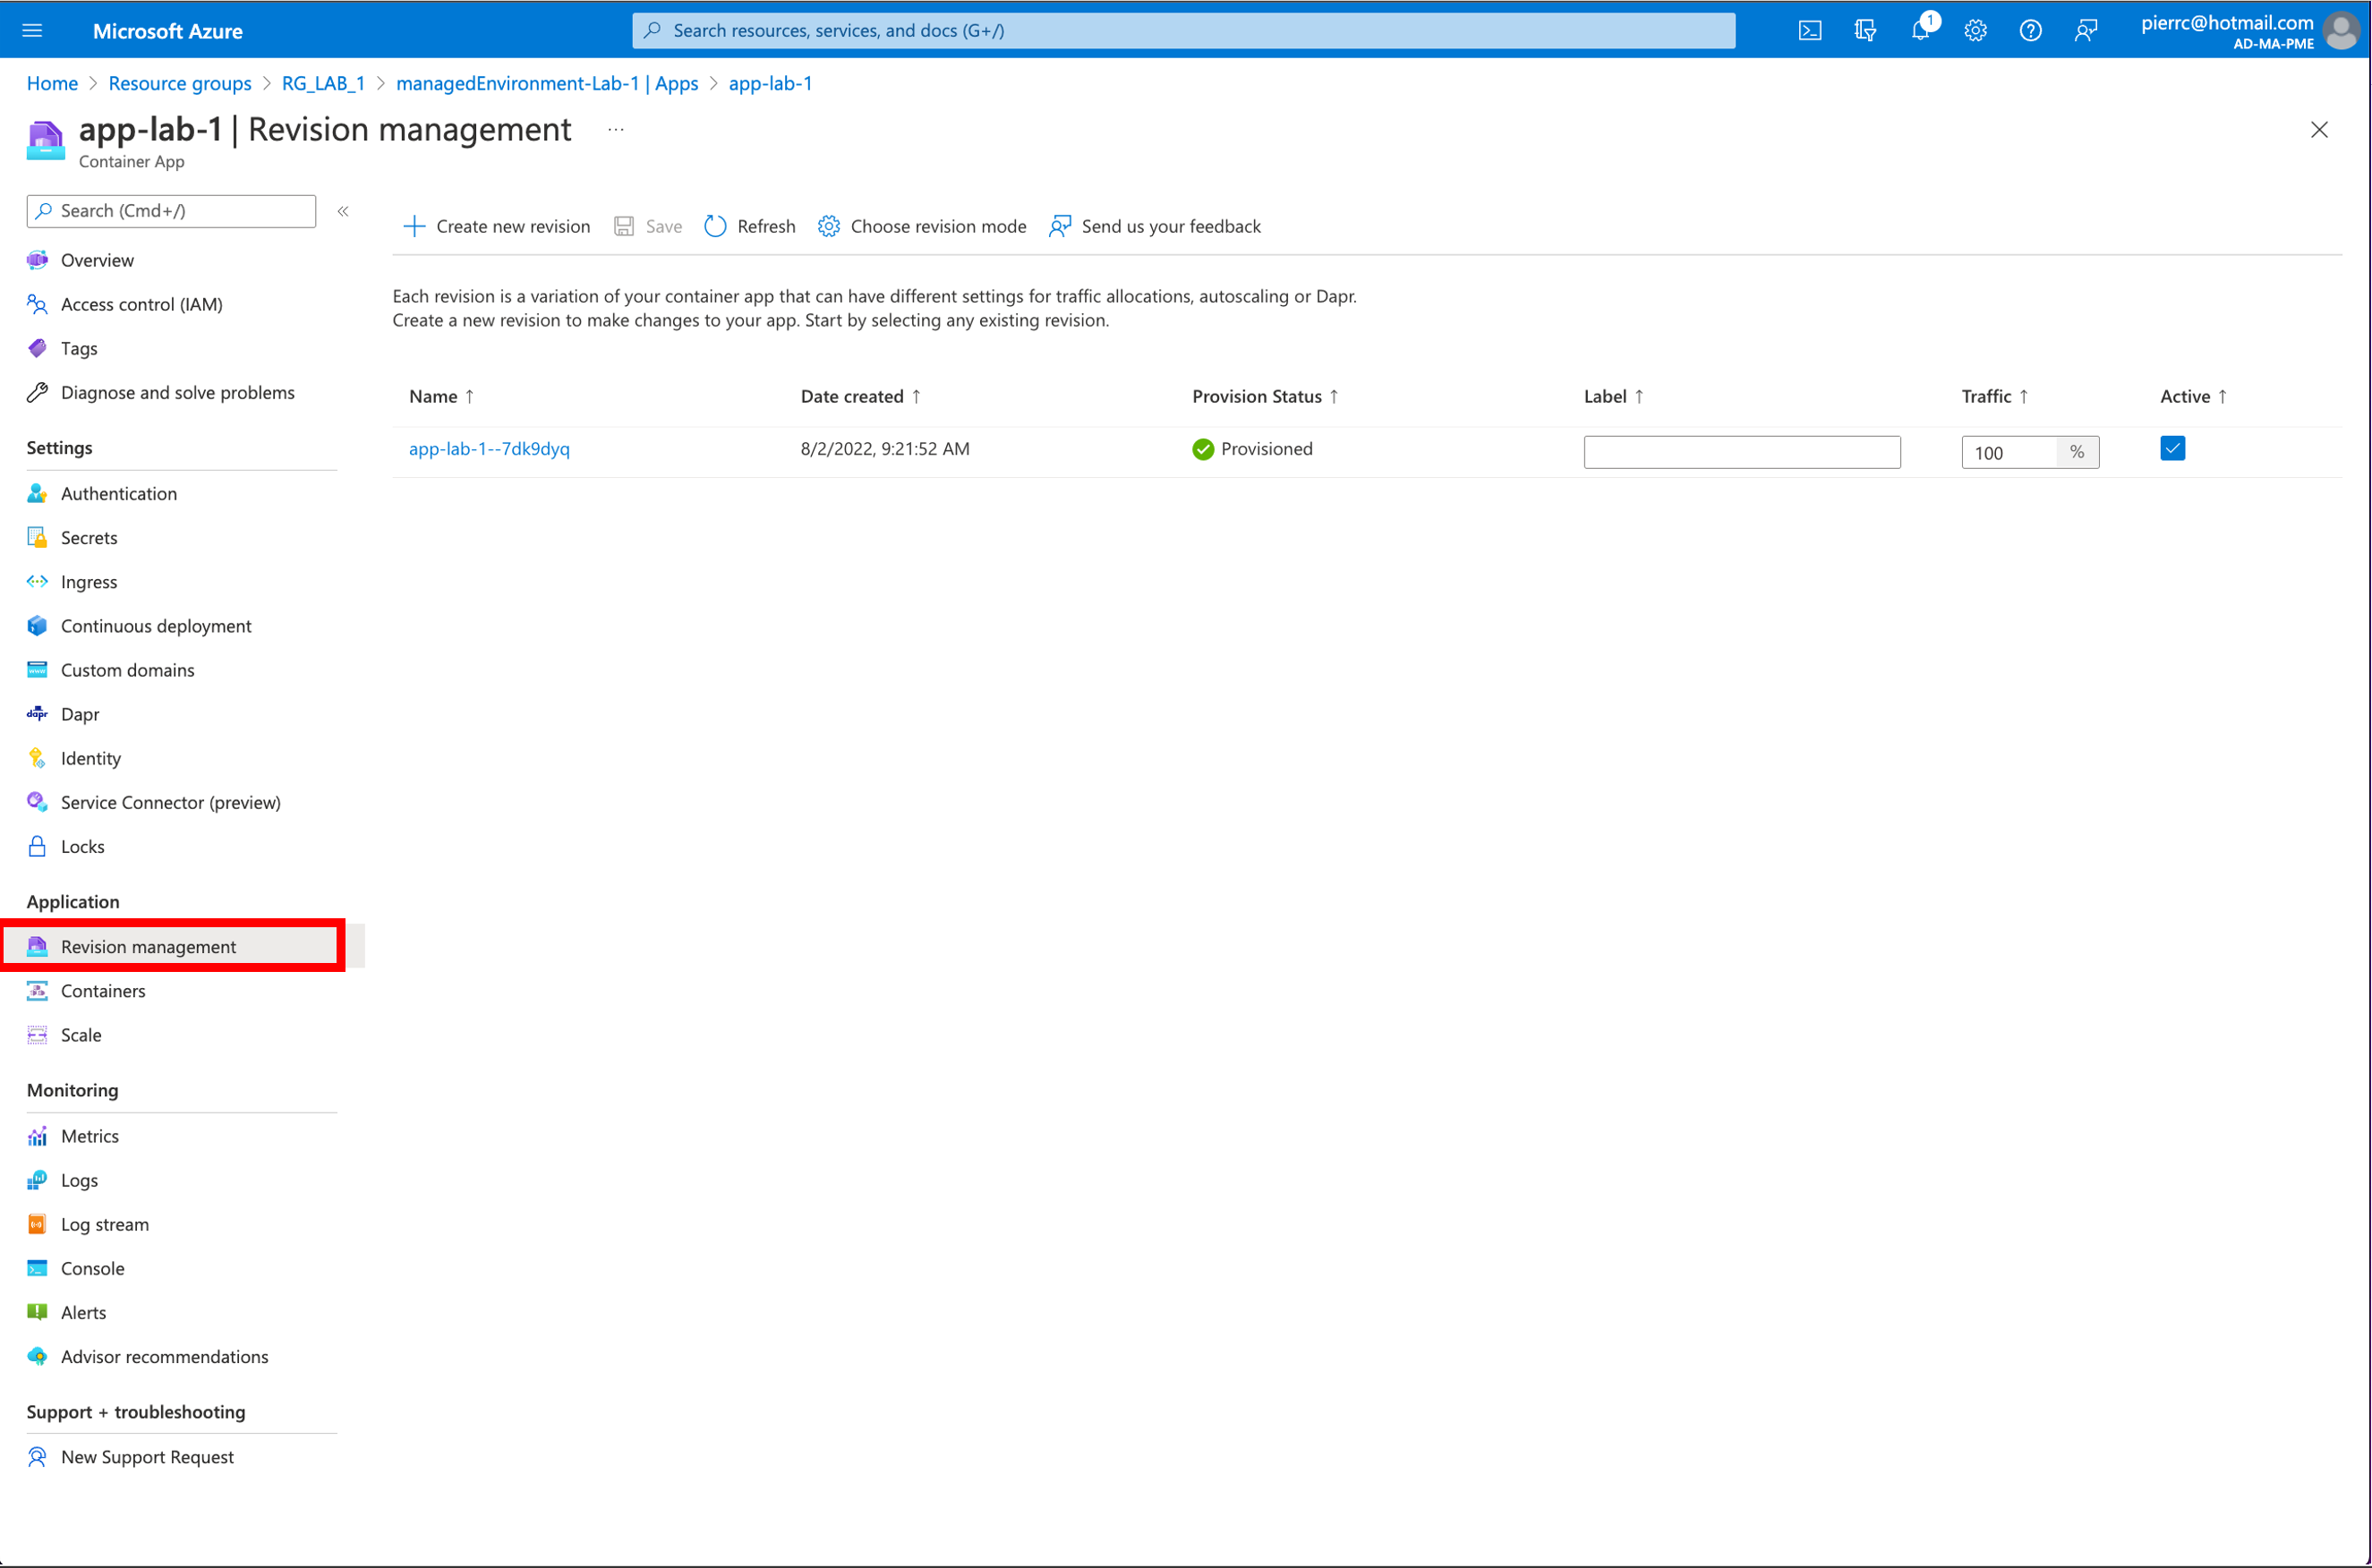 Microsoft Azure
Search resources, services, and docs (G+/)
1
pierrc@hotmail.com
AD-MA-PME
Home > Resource groups > RG_LAB_1 > managedEnvironment-Lab-1 | Apps > app-lab-1
app-lab-1 | Revision management ...
Container App
Search (Cmd+/)
«
Overview
Access control (IAM)
Tags
Diagnose and solve problems
Settings
Authentication
Secrets
Ingress
Continuous deployment
Custom domains
dapr Dapr
Identity
Service Connector (preview)
Locks
Application
Revision management
Containers
Scale
Monitoring
Metrics
Logs
Log stream
Console
Alerts
Advisor recommendations
Support + troubleshooting
New Support Request
Create new revision Save Refresh Choose revision mode Send us your feedback
Each revision is a variation of your container app that can have different settings for traffic allocations, autoscaling or Dapr.
Create a new revision to make changes to your app. Start by selecting any existing revision.
Name ↑ Date created ↑ Provision Status ↑ Label ↑ Traffic ↑ Active ↑
app-lab-1--7dk9dyq 8/2/2022, 9:21:52 AM Provisioned 100 %